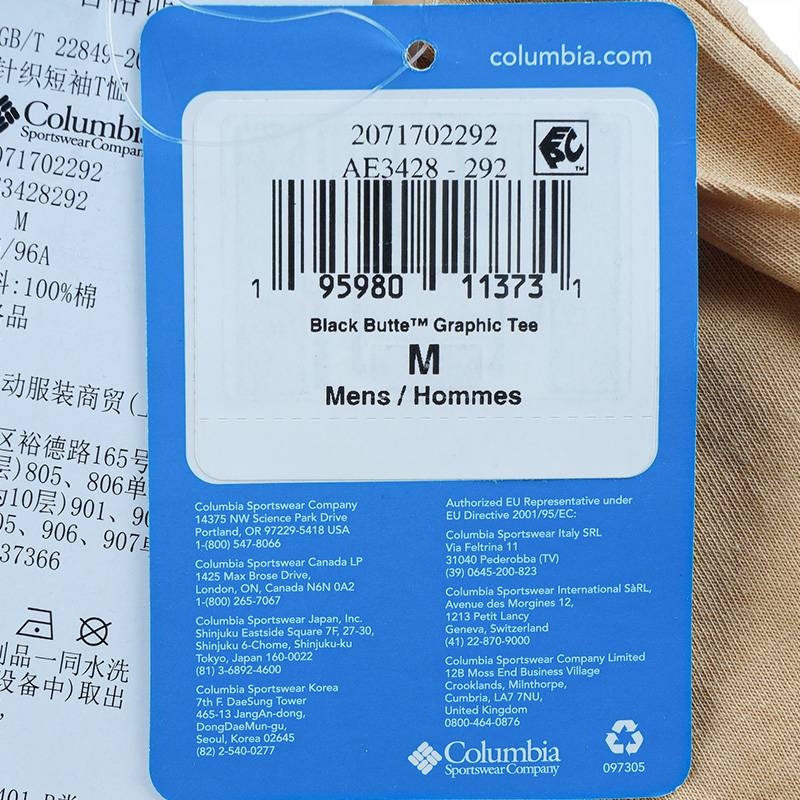 GB/T 22849-20
针织短袖T恤
Columbia
Sportswear Company
071702292
3428292
M
/96A
料:100%棉
动服装商贸(
区裕德路165号
层)805、806单
10层)901、90
05、906、907单
37366
制品一同水洗
设备中)取出
columbia.com
2071702292
AE3428 - 292
EPC™
1 95980 11373 1
Black Butte™ Graphic Tee
M
Mens / Hommes
Columbia Sportswear Company
14375 NW Science Park Drive
Portland, OR 97229-5418 USA
1-(800) 547-8066
Columbia Sportswear Canada LP
1425 Max Brose Drive,
London, ON, Canada N6N 0A2
1-(800) 265-7067
Columbia Sportswear Japan, Inc.
Shinjuku Eastside Square 7F, 27-30,
Shinjuku 6-Chome, Shinjuku-ku
Tokyo, Japan 160-0022
(81) 3-6892-4600
Columbia Sportswear Korea
7th F. DaeSung Tower
465-13 JangAn-dong,
DongDaeMun-gu,
Seoul, Korea 02645
(82) 2-540-0277
Authorized EU Representative under
EU Directive 2001/95/EC:
Columbia Sportswear Italy SRL
Via Feltrina 11
31040 Pederobba (TV)
(39) 0645-200-823
Columbia Sportswear International SàRL,
Avenue des Morgines 12,
1213 Petit Lancy
Geneva, Switzerland
(41) 22-870-9000
Columbia Sportswear Company Limited
12B Moss End Business Village
Crooklands, Milnthorpe,
Cumbria, LA7 7NU,
United Kingdom
0800-464-0876
Columbia
Sportswear Company
097305